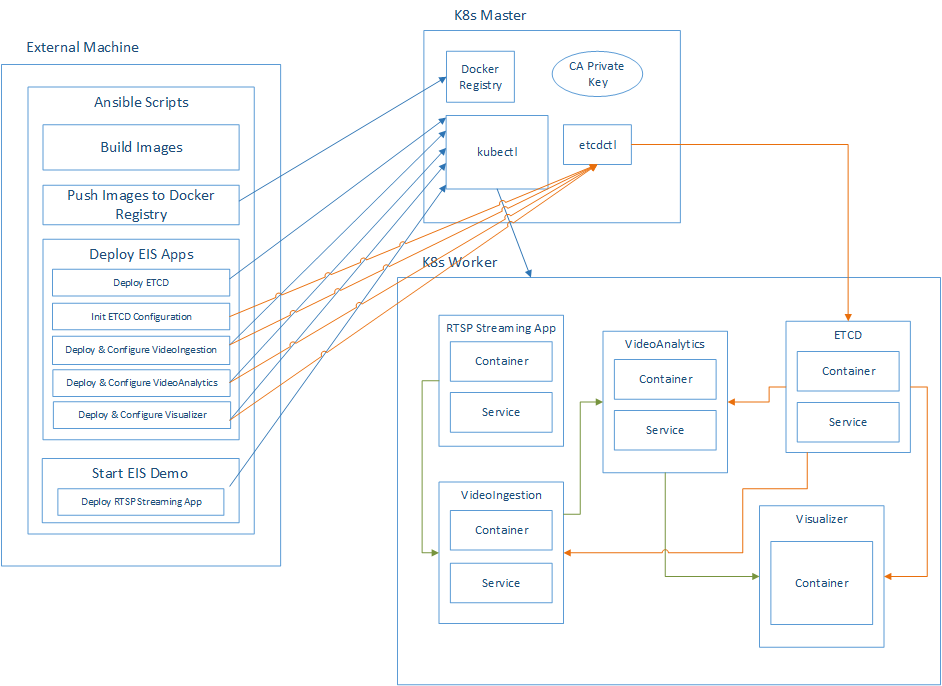 K8s Master
External Machine
Docker
Registry
CA Private
Key
Ansible Scripts
Build Images
kubectl
etcdctl
Push Images to Docker
Registry
Deploy EIS Apps
Deploy ETCD
Init ETCD Configuration
Deploy & Configure VideoIngestion
Deploy & Configure VideoAnalytics
Deploy & Configure Visualizer
Start EIS Demo
Deploy RTSP Streaming App
K8s Worker
RTSP Streaming App
Container
Service
VideoAnalytics
Container
Service
ETCD
Container
Service
VideoIngestion
Container
Service
Visualizer
Container